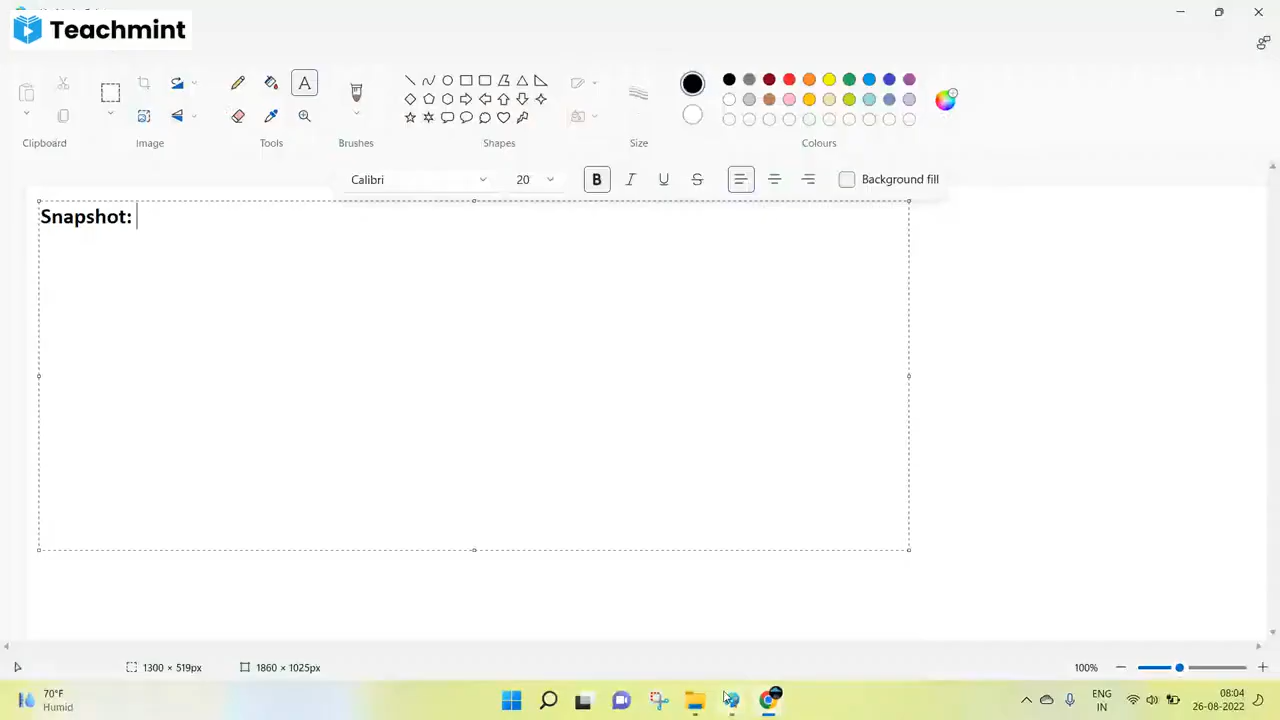 Teachmint
Clipboard
Image
Tools
Brushes
Shapes
Size
Colours
Calibri
20
B
I
U
S
Background fill
Snapshot:
1300 × 519px
1860 × 1025px
100%
70°F
Humid
ENG
IN
08:04
26-08-2022